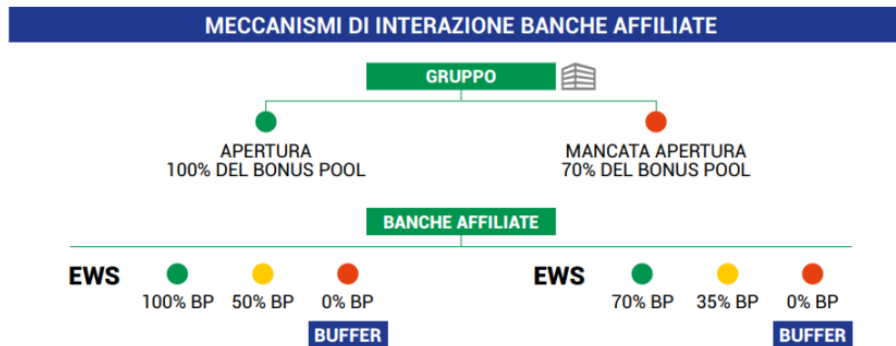 MECCANISMI DI INTERAZIONE BANCHE AFFILIATE
GRUPPO
APERTURA
100% DEL BONUS POOL
MANCATA APERTURA
70% DEL BONUS POOL
BANCHE AFFILIATE
EWS
100% BP
50% BP
0% BP
BUFFER
EWS
70% BP
35% BP
0% BP
BUFFER